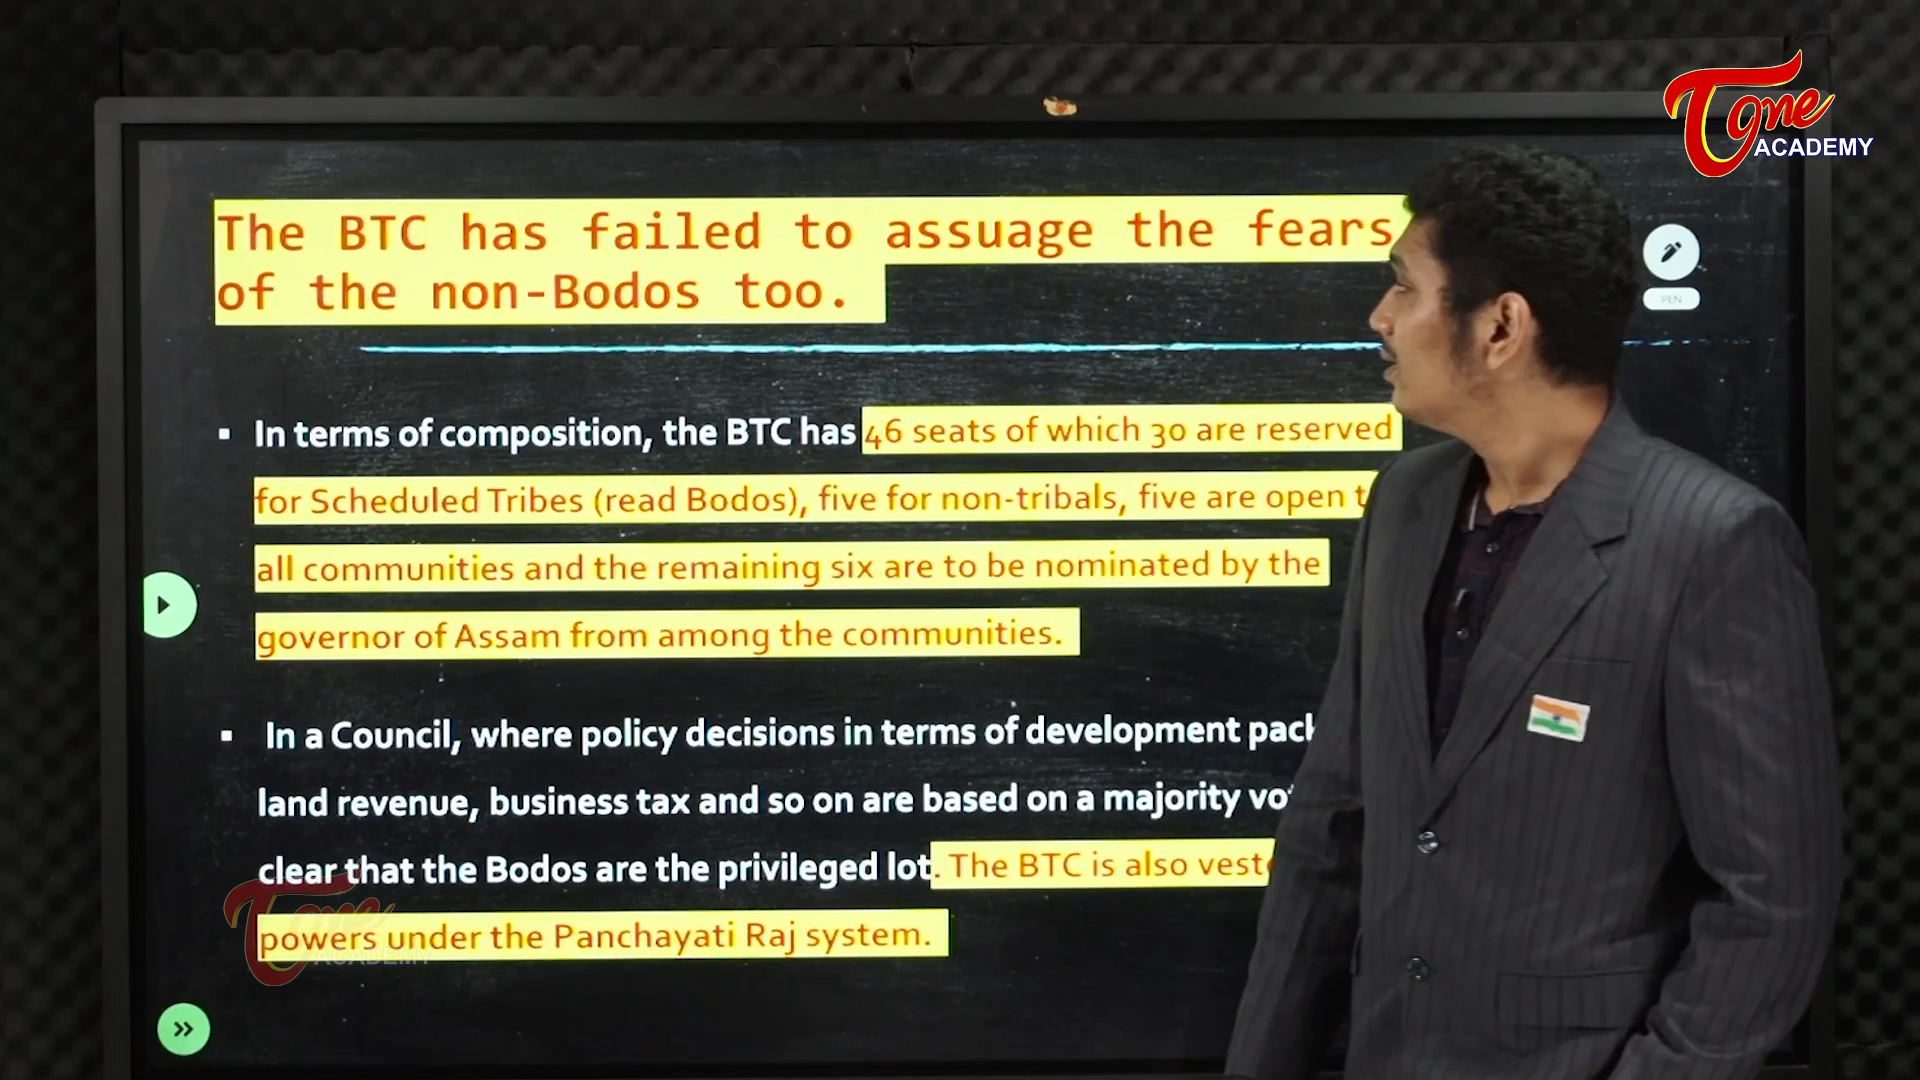 Tone
ACADEMY
The BTC has failed to assuage the fears
of the non-Bodos too.
PEN
▪ In terms of composition, the BTC has 46 seats of which 30 are reserved
for Scheduled Tribes (read Bodos), five for non-tribals, five are open
all communities and the remaining six are to be nominated by the
governor of Assam from among the communities.
▪ In a Council, where policy decisions in terms of development
land revenue, business tax and so on are based on a majority
clear that the Bodos are the privileged lot. The BTC is also
powers under the Panchayati Raj system.
Tone
ACADEMY